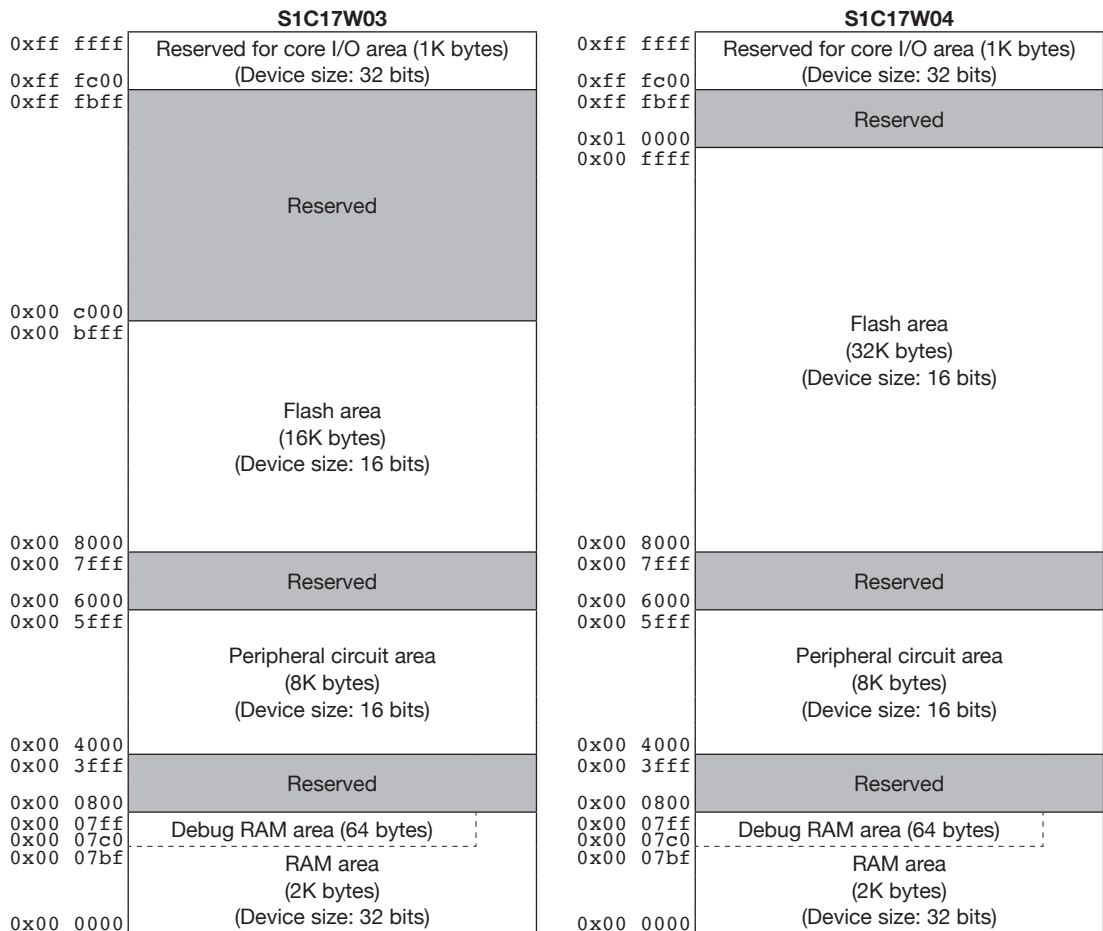 S1C17W03
0xff ffff
Reserved for core I/O area (1K bytes)
(Device size: 32 bits)
0xff fc00
0xff fbff
Reserved
0x00 c000
0x00 bfff
Flash area
(16K bytes)
(Device size: 16 bits)
0x00 8000
0x00 7fff
Reserved
0x00 6000
0x00 5fff
Peripheral circuit area
(8K bytes)
(Device size: 16 bits)
0x00 4000
0x00 3fff
Reserved
0x00 0800
0x00 07ff
Debug RAM area (64 bytes)
0x00 07c0
0x00 07bf
RAM area
(2K bytes)
(Device size: 32 bits)
0x00 0000
S1C17W04
0xff ffff
Reserved for core I/O area (1K bytes)
(Device size: 32 bits)
0xff fc00
0xff fbff
Reserved
0x01 0000
0x00 ffff
Flash area
(32K bytes)
(Device size: 16 bits)
0x00 8000
0x00 7fff
Reserved
0x00 6000
0x00 5fff
Peripheral circuit area
(8K bytes)
(Device size: 16 bits)
0x00 4000
0x00 3fff
Reserved
0x00 0800
0x00 07ff
Debug RAM area (64 bytes)
0x00 07c0
0x00 07bf
RAM area
(2K bytes)
(Device size: 32 bits)
0x00 0000